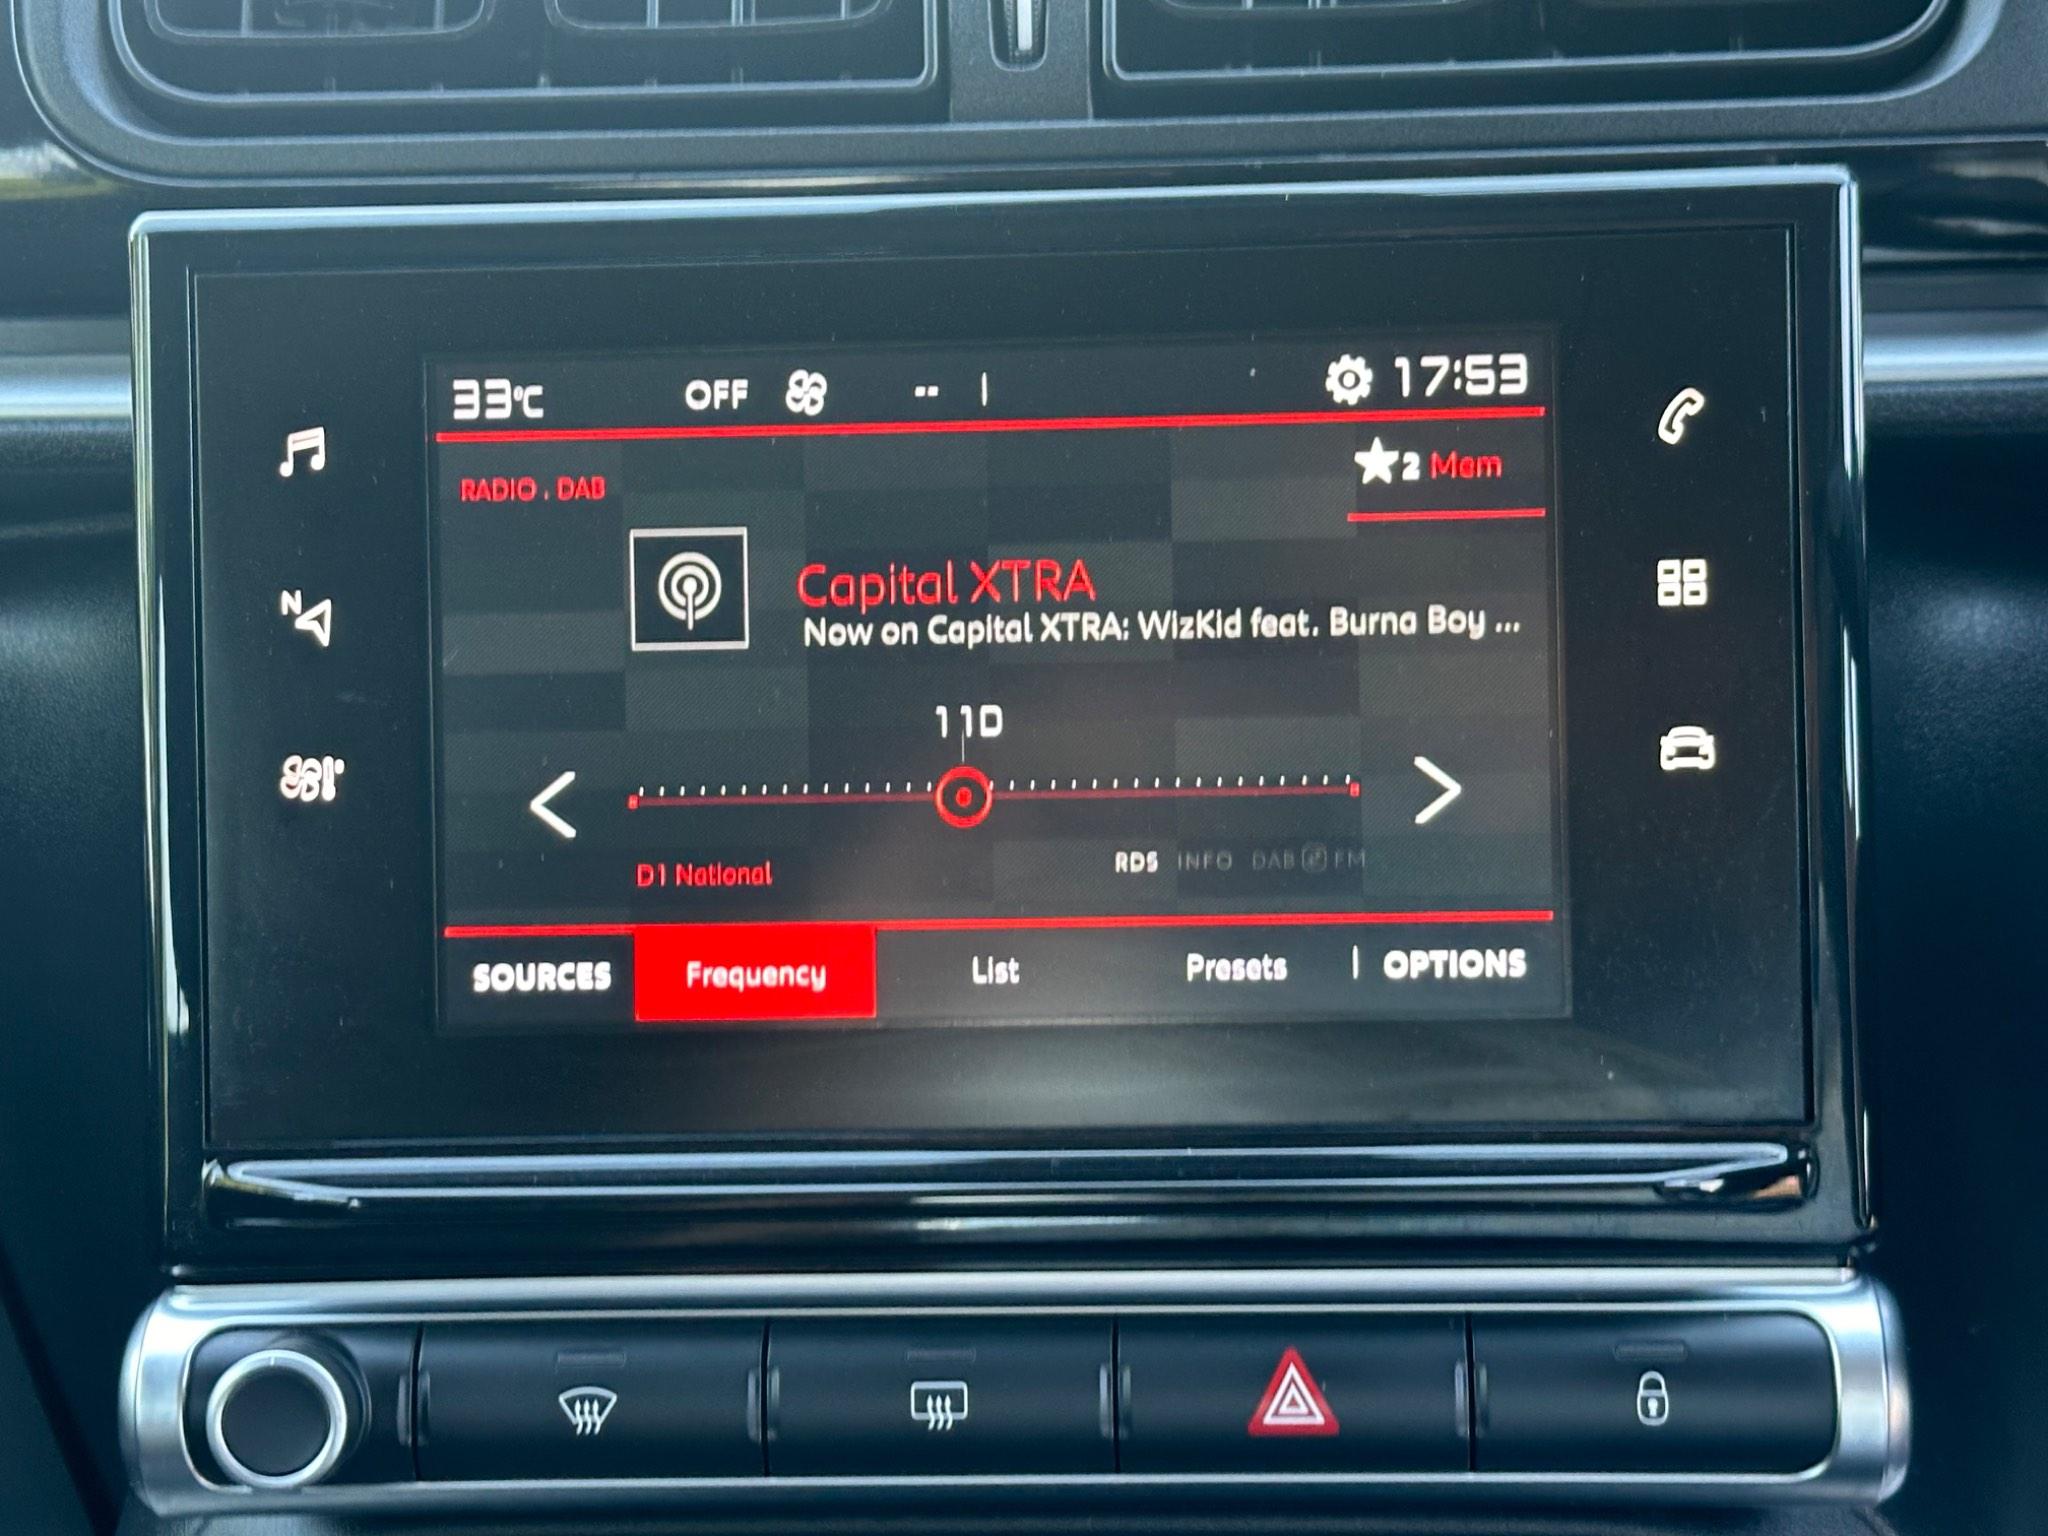 33°C OFF -- | 17:53
2 Mem
RADIO . DAB
Capital XTRA
Now on Capital XTRA: WizKid feat. Burna Boy ...
11D
N
D1 National
RDS INFO DAB FM
SOURCES Frequency List Presets | OPTIONS